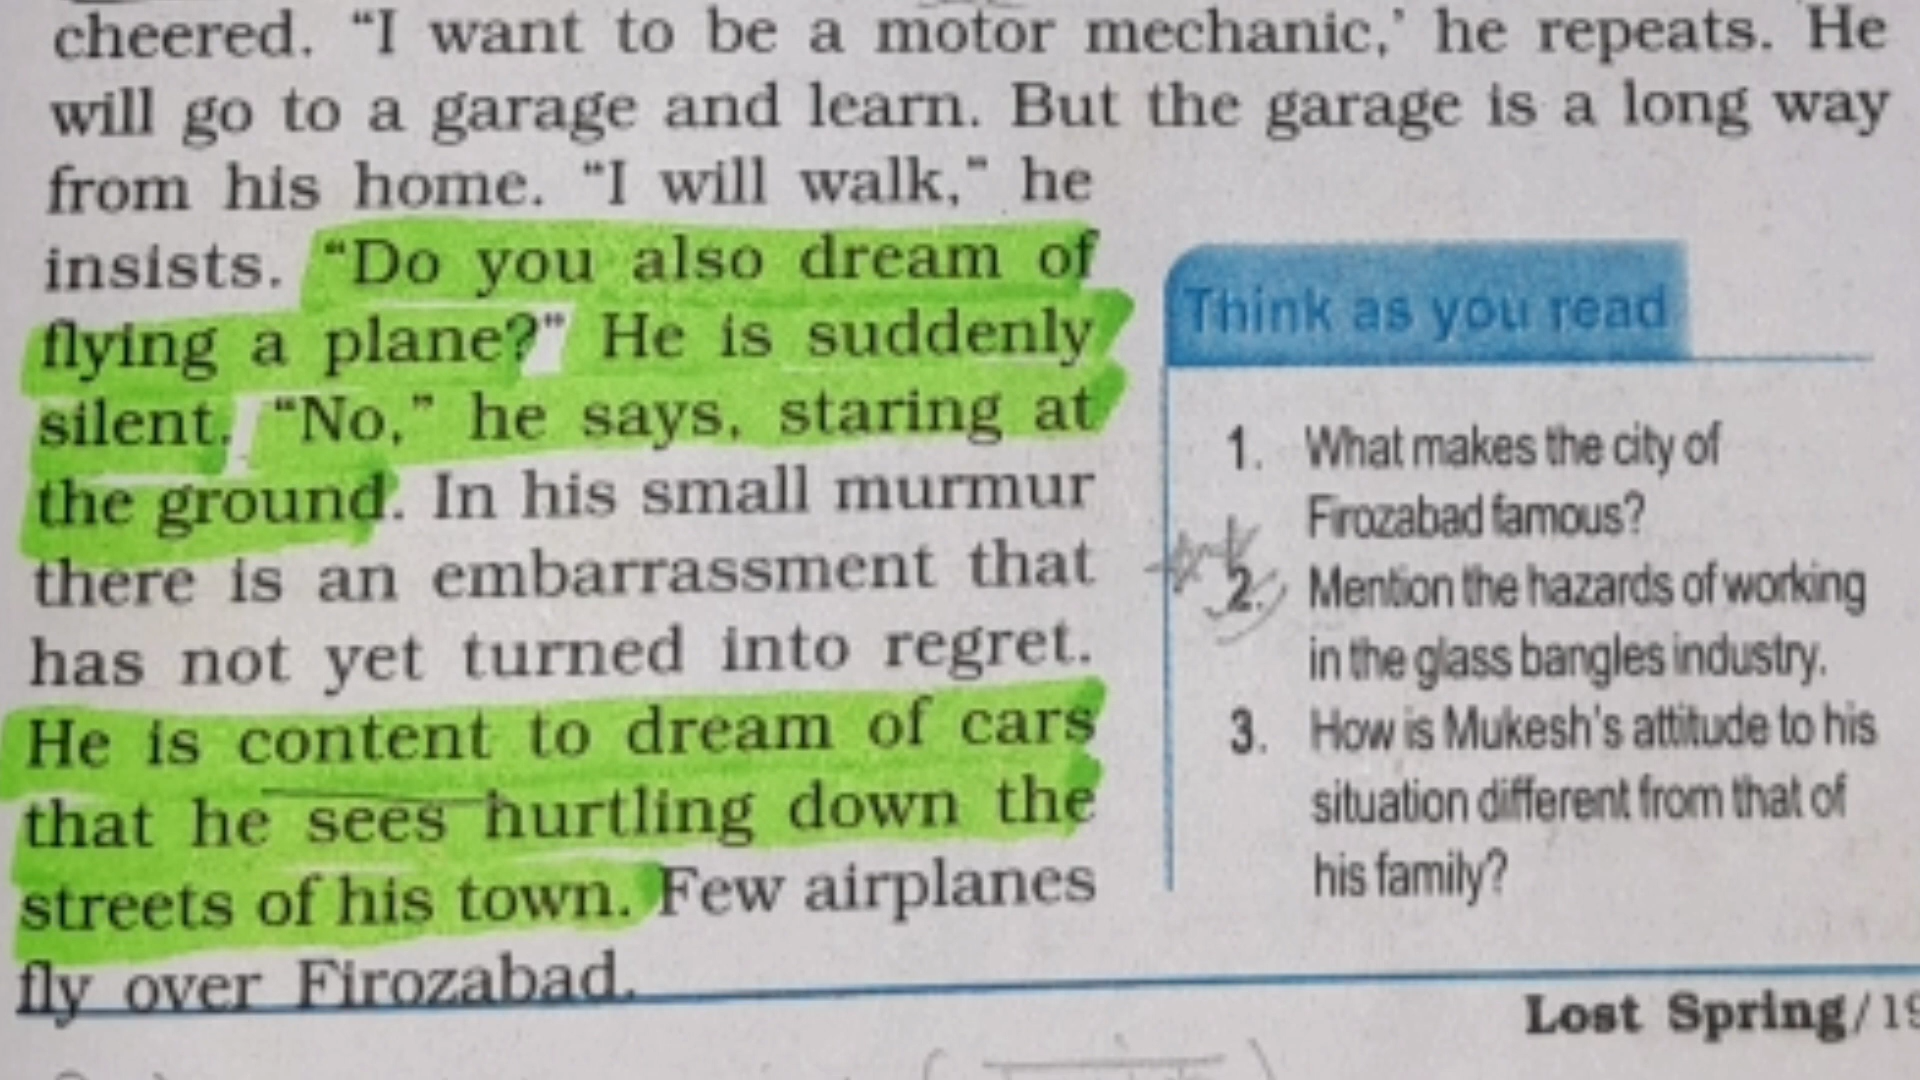 cheered. “I want to be a motor mechanic,’ he repeats. He
will go to a garage and learn. But the garage is a long way
from his home. “I will walk,” he
insists. “Do you also dream of
flying a plane?” He is suddenly
silent. “No,” he says, staring at
the ground. In his small murmur
there is an embarrassment that
has not yet turned into regret.
He is content to dream of cars
that he sees hurtling down the
streets of his town. Few airplanes
fly over Firozabad.
Think as you read
1. What makes the city of
Firozabad famous?
2. Mention the hazards of working
in the glass bangles industry.
3. How is Mukesh’s attitude to his
situation different from that of
his family?
Lost Spring/19